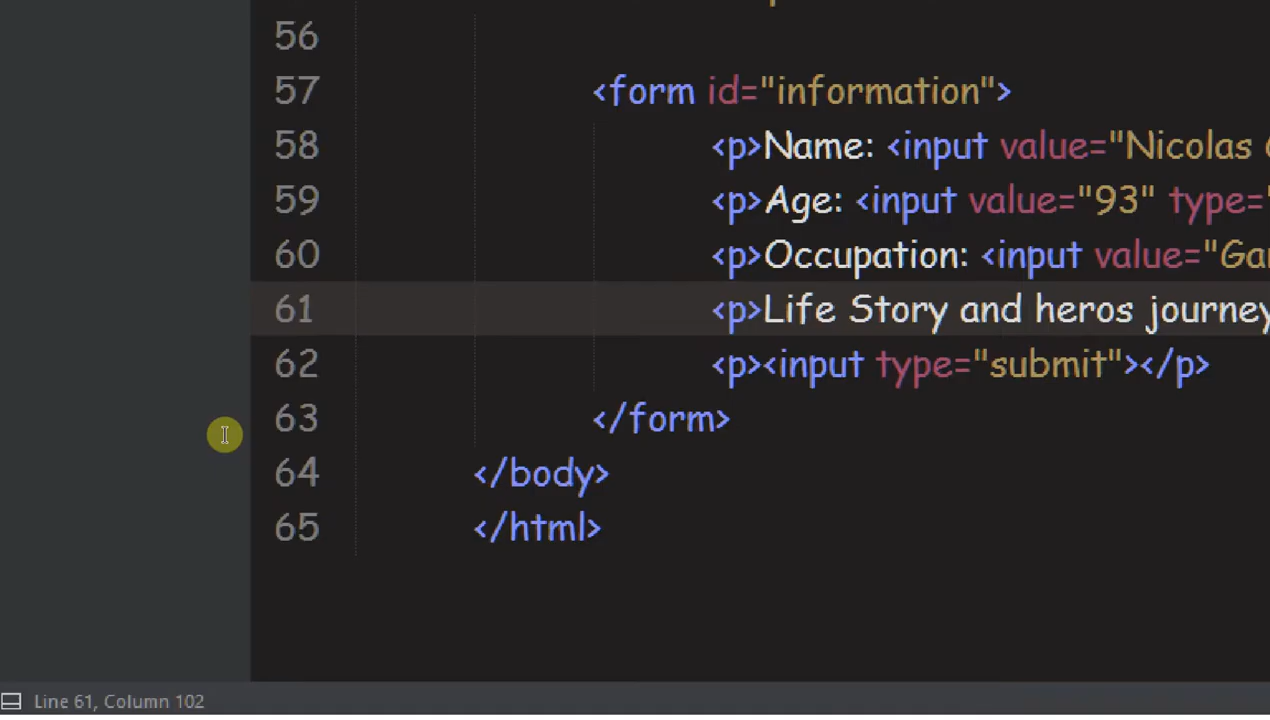 56
57 <form id="information">
58 <p>Name: <input value="Nicolas
59 <p>Age: <input value="93" type="
60 <p>Occupation: <input value="Gar
61 <p>Life Story and heros journey
62 <p><input type="submit"></p>
63 </form>
64 </body>
65 </html>
Line 61, Column 102